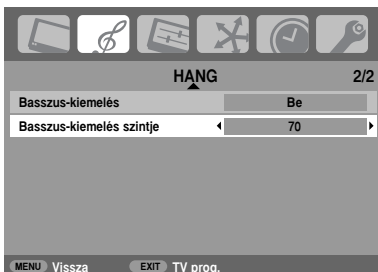 HANG 2/2
Basszus-kiemelés Be
Basszus-kiemelés szintje 70
MENU Vissza EXIT TV prog.